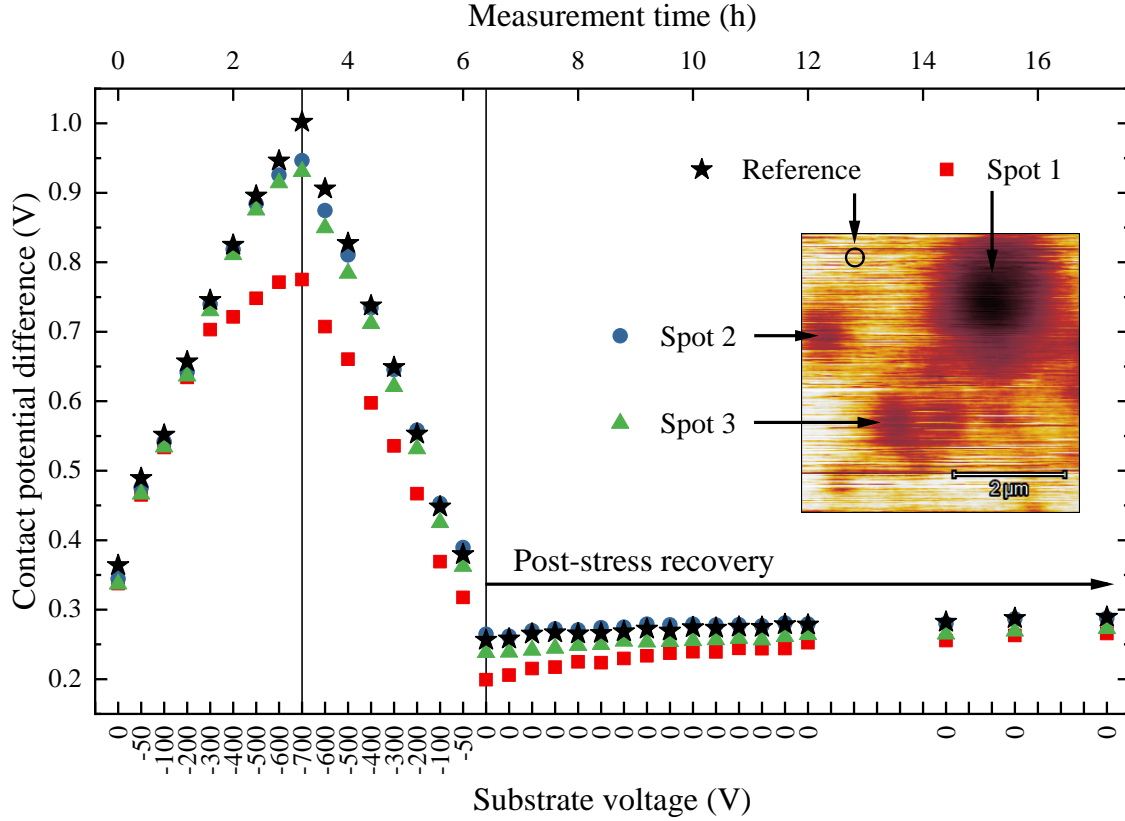 Measurement time (h)
0 2 4 6 8 10 12 14 16
Contact potential difference (V)
1.0
0.9
0.8
0.7
0.6
0.5
0.4
0.3
0.2
Reference
Spot 1
Spot 2
Spot 3
2 µm
Post-stress recovery
0 -50 -100 -200 -300 -400 -500 -600 -700 -600 -500 -400 -300 -200 -100 -50 0 0 0 0 0 0 0 0 0 0 0 0 0 0 0 0 0 0
Substrate voltage (V)